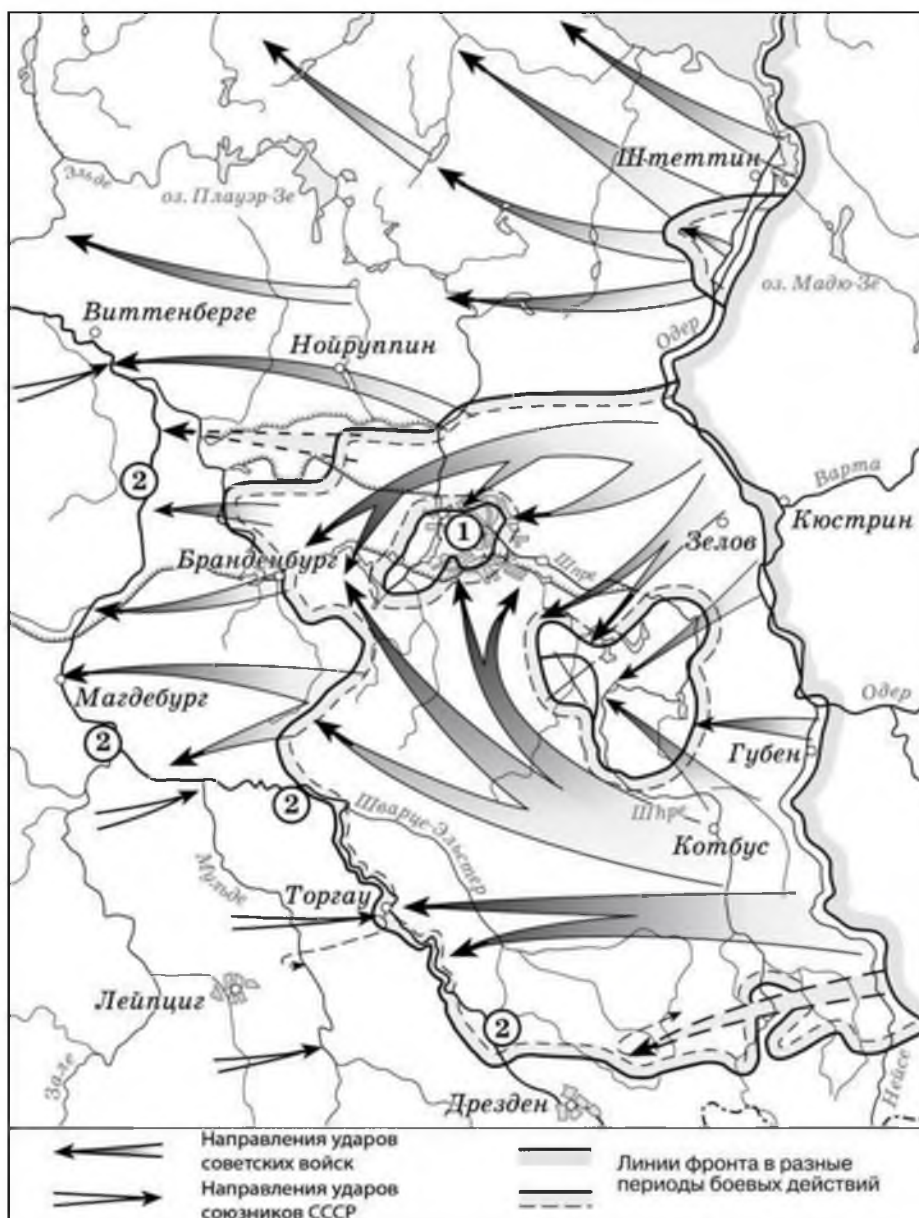 Штеттин
Эльде
оз. Плауэр-Зе
оз. Мадю-Зе
Виттенберге
Одер
Нойруппин
2
Варта
Кюстрин
1
Зелов
Шпре
Бранденбург
Магдебург
Одер
2
Губен
2
Шпре
Котбус
Шварце-Эльстер
Мульде
Торгау
Лейпциг
2
Заале
Нейсе
Дрезден
Направления ударов
советских войск
Направления ударов
союзников СССР
Линии фронта в разные
периоды боевых действий